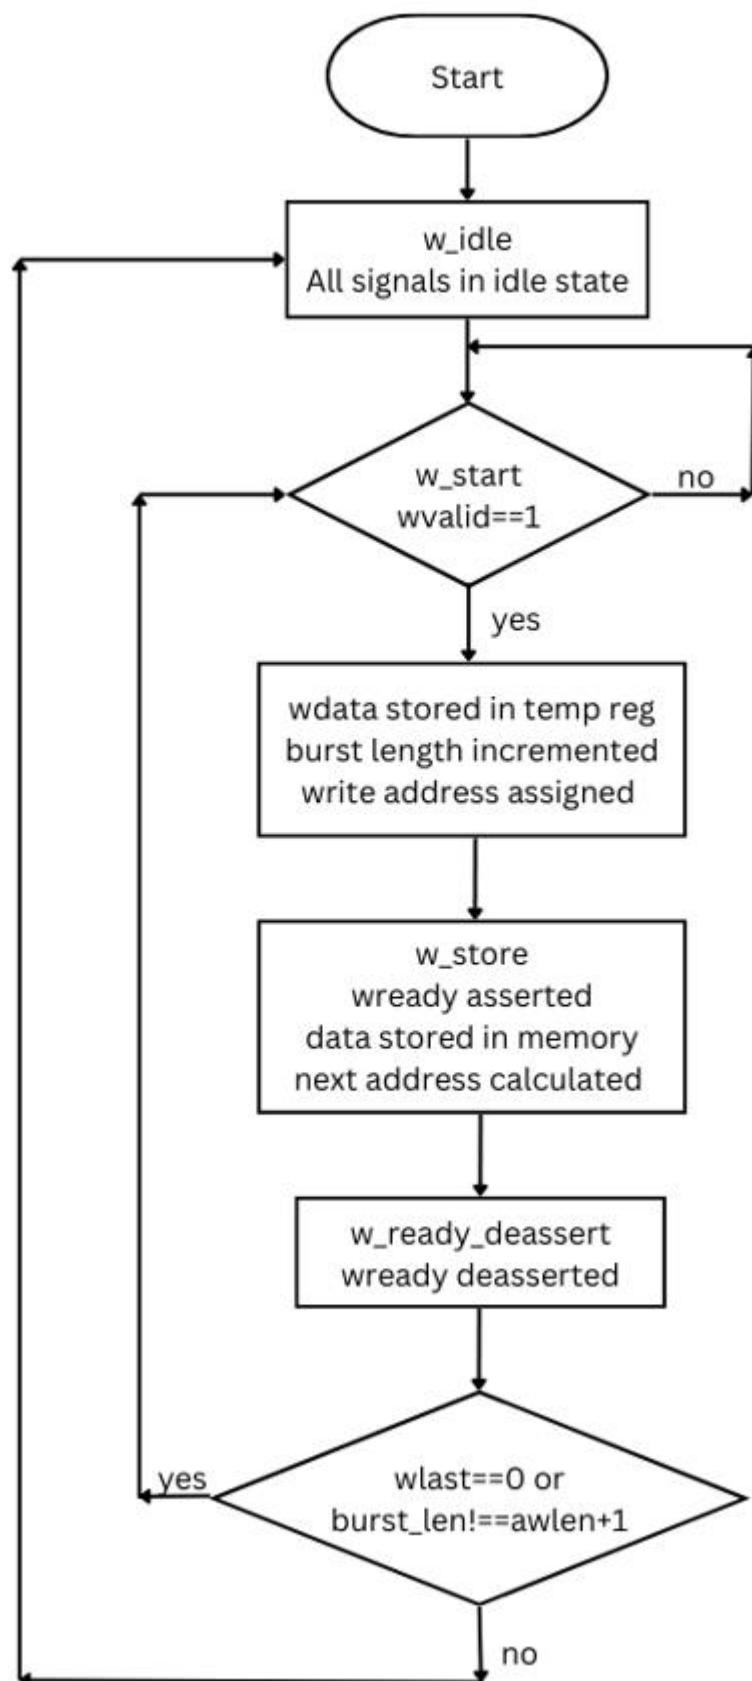 Start
w_idle
All signals in idle state
w_start
wvalid==1
no
yes
wdata stored in temp reg
burst length incremented
write address assigned
w_store
wready asserted
data stored in memory
next address calculated
w_ready_deassert
wready deasserted
wlast==0 or
burst_len!==awlen+1
yes
no